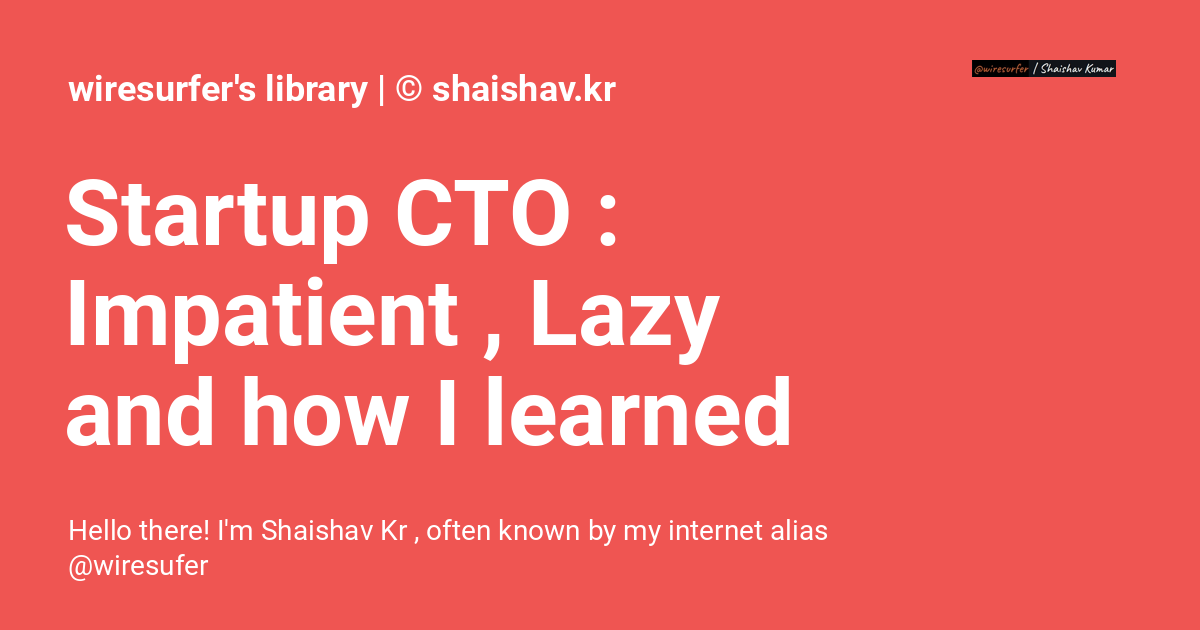 wiresurfer's library | © shaishav.kr
@wiresurfer | Shaishav Kumar
Startup CTO :
Impatient , Lazy
and how I learned
Hello there! I'm Shaishav Kr , often known by my internet alias
@wiresufer